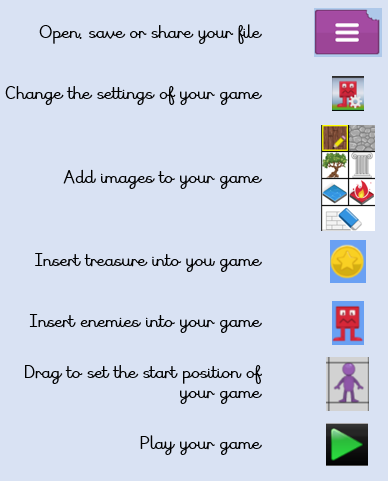 Open, save or share your file
Change the settings of your game
Add images to your game
Insert treasure into you game
Insert enemies into your game
Drag to set the start position of
your game
Play your game